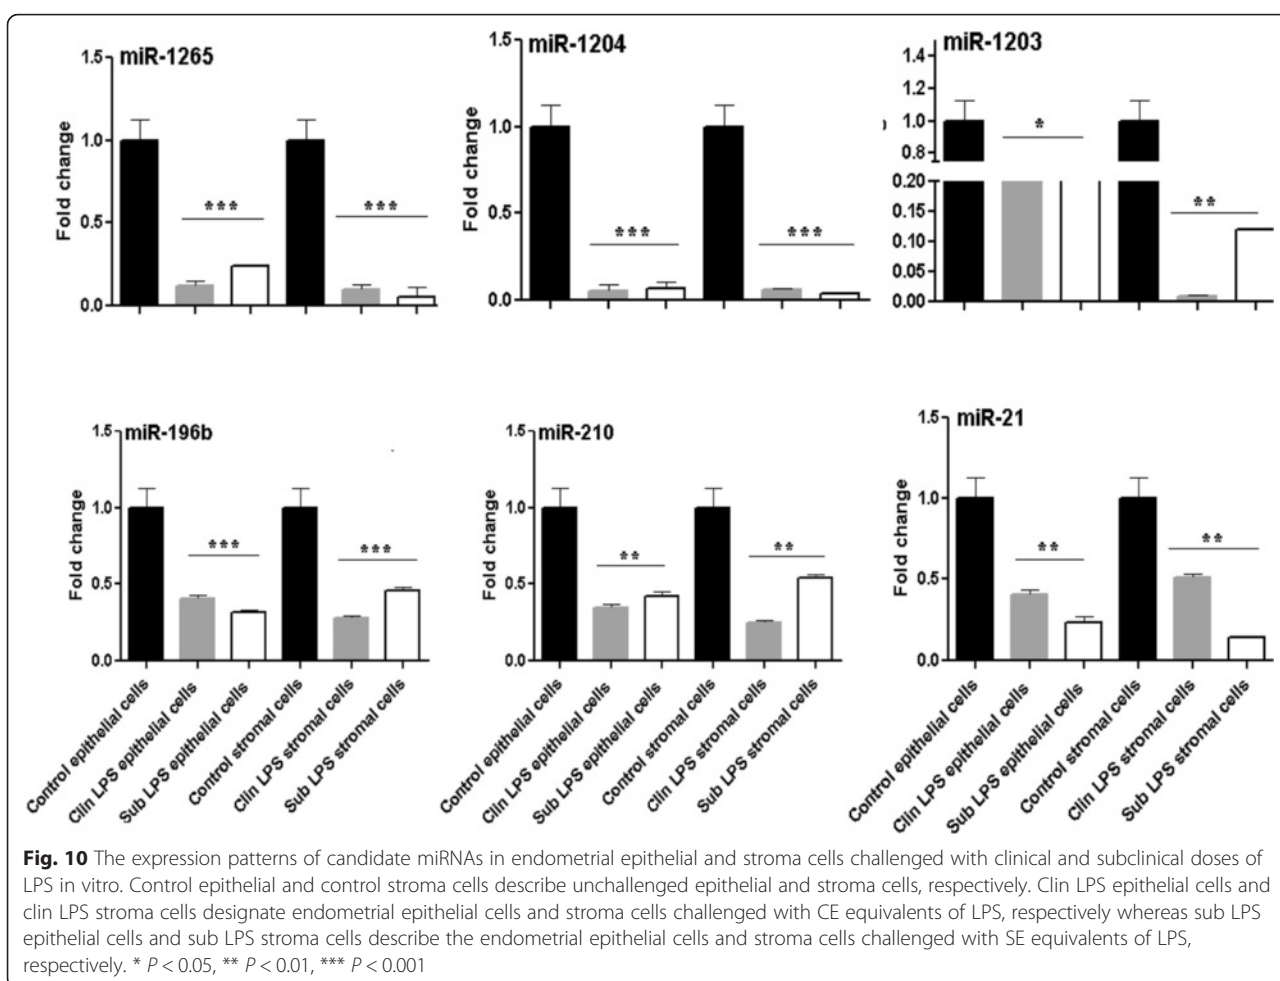 miR-1265
Fold change
1.5
1.0
0.5
0.0
***
***
miR-1204
Fold change
1.5
1.0
0.5
0.0
***
***
miR-1203
1.4
1.2
1.0
0.8
0.20
0.15
0.10
0.05
0.00
*
**
miR-196b
Fold change
1.5
1.0
0.5
0.0
***
***
Control epithelial cells
Clin LPS epithelial cells
Sub LPS epithelial cells
Control stromal cells
Clin LPS stromal cells
Sub LPS stromal cells
miR-210
Fold change
1.5
1.0
0.5
0.0
**
**
Control epithelial cells
Clin LPS epithelial cells
Sub LPS epithelial cells
Control stromal cells
Clin LPS stromal cells
Sub LPS stromal cells
miR-21
Fold change
1.5
1.0
0.5
0.0
**
**
Control epithelial cells
Clin LPS epithelial cells
Sub LPS epithelial cells
Control stromal cells
Clin LPS stromal cells
Sub LPS stromal cells
Fig. 10 The expression patterns of candidate miRNAs in endometrial epithelial and stroma cells challenged with clinical and subclinical doses of
LPS in vitro. Control epithelial and control stroma cells describe unchallenged epithelial and stroma cells, respectively. Clin LPS epithelial cells and
clin LPS stroma cells designate endometrial epithelial cells and stroma cells challenged with CE equivalents of LPS, respectively whereas sub LPS
epithelial cells and sub LPS stroma cells describe the endometrial epithelial cells and stroma cells challenged with SE equivalents of LPS,
respectively. * P < 0.05, ** P < 0.01, *** P < 0.001